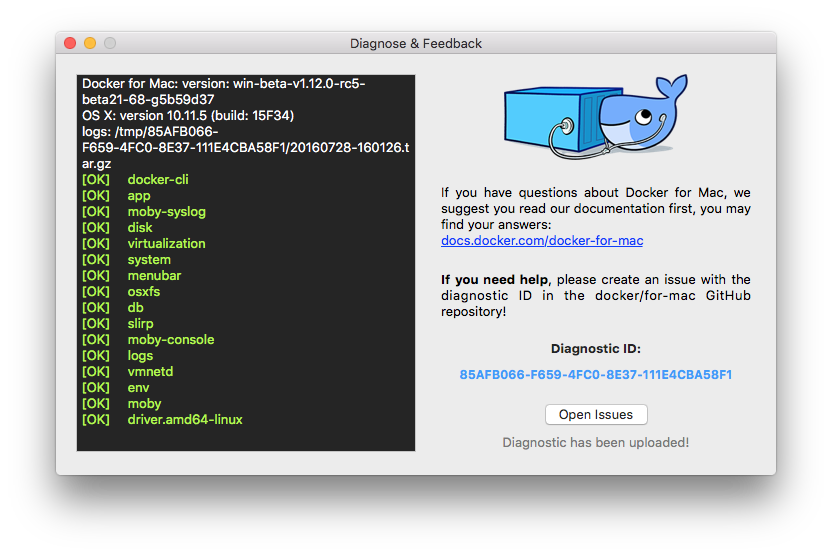 Diagnose & Feedback
Docker for Mac: version: win-beta-v1.12.0-rc5-
beta21-68-g5b59d37
OS X: version 10.11.5 (build: 15F34)
logs: /tmp/85AFB066-
F659-4FC0-8E37-111E4CBA58F1/20160728-160126.t
ar.gz
[OK] docker-cli
[OK] app
[OK] moby-syslog
[OK] disk
[OK] virtualization
[OK] system
[OK] menubar
[OK] osxfs
[OK] db
[OK] slirp
[OK] moby-console
[OK] logs
[OK] vmnetd
[OK] env
[OK] moby
[OK] driver.amd64-linux
If you have questions about Docker for Mac, we
suggest you read our documentation first, you may
find your answers:
docs.docker.com/docker-for-mac
If you need help, please create an issue with the
diagnostic ID in the docker/for-mac GitHub
repository!
Diagnostic ID:
85AFB066-F659-4FC0-8E37-111E4CBA58F1
Open Issues
Diagnostic has been uploaded!